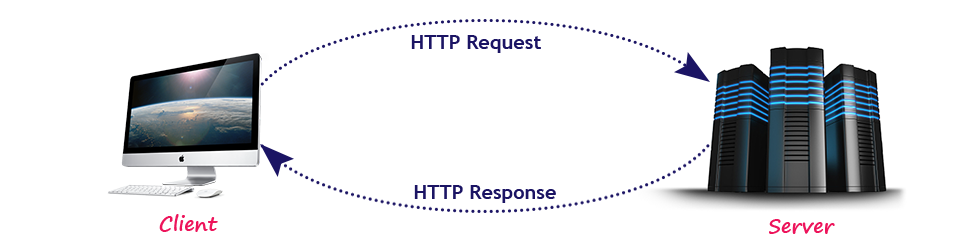 HTTP Request
HTTP Response
Client
Server